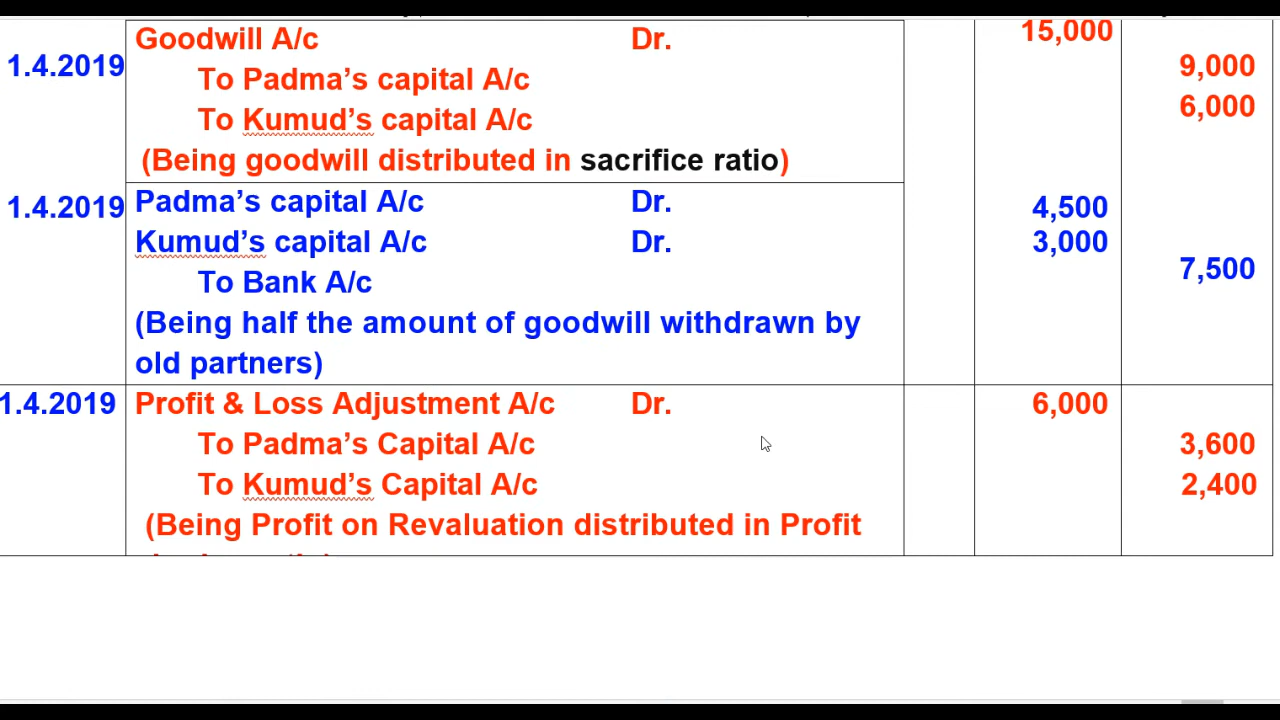 Goodwill A/c Dr. 15,000
1.4.2019
To Padma's capital A/c 9,000
To Kumud's capital A/c 6,000
(Being goodwill distributed in sacrifice ratio)
1.4.2019 Padma's capital A/c Dr. 4,500
Kumud's capital A/c Dr. 3,000
To Bank A/c 7,500
(Being half the amount of goodwill withdrawn by
old partners)
1.4.2019 Profit & Loss Adjustment A/c Dr. 6,000
To Padma's Capital A/c 3,600
To Kumud's Capital A/c 2,400
(Being Profit on Revaluation distributed in Profit